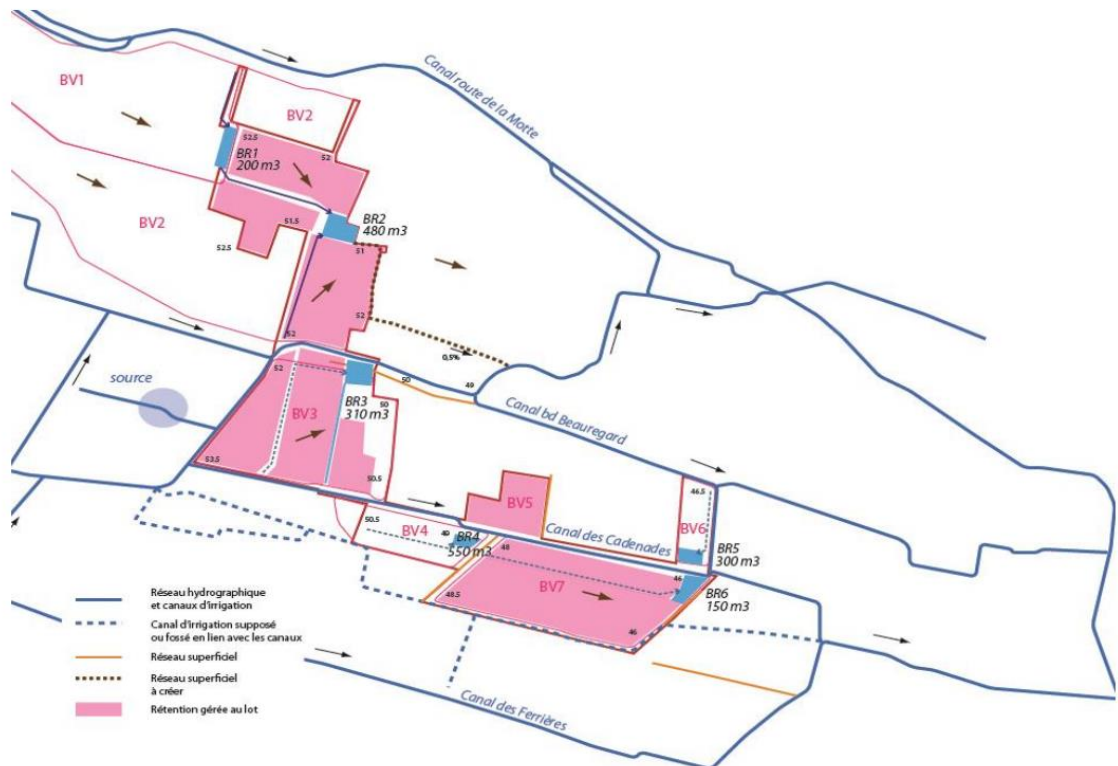 BV1
BV2
Canal route de la Motte
52.5
52
BR1
200 m3
BV2
51.5
52.5
BR2
480 m3
51
52
52
0,5%
source
52
50
49
BV3
BR3
310 m3
50
Canal bd Beauregard
53.5
50.5
46.5
BV5
50.5
BV4
49
BR4
550 m3
48
Canal des Cadenades
BV6
BR5
300 m3
BV7
46
BR6
150 m3
48.5
46
Réseau hydrographique
et canaux d'irrigation
Canal d'Irrigation supposé
ou fossé en lien avec les canaux
Réseau superficiel
Réseau superficiel
à créer
Rétention gérée au lot
Canal des Ferrières